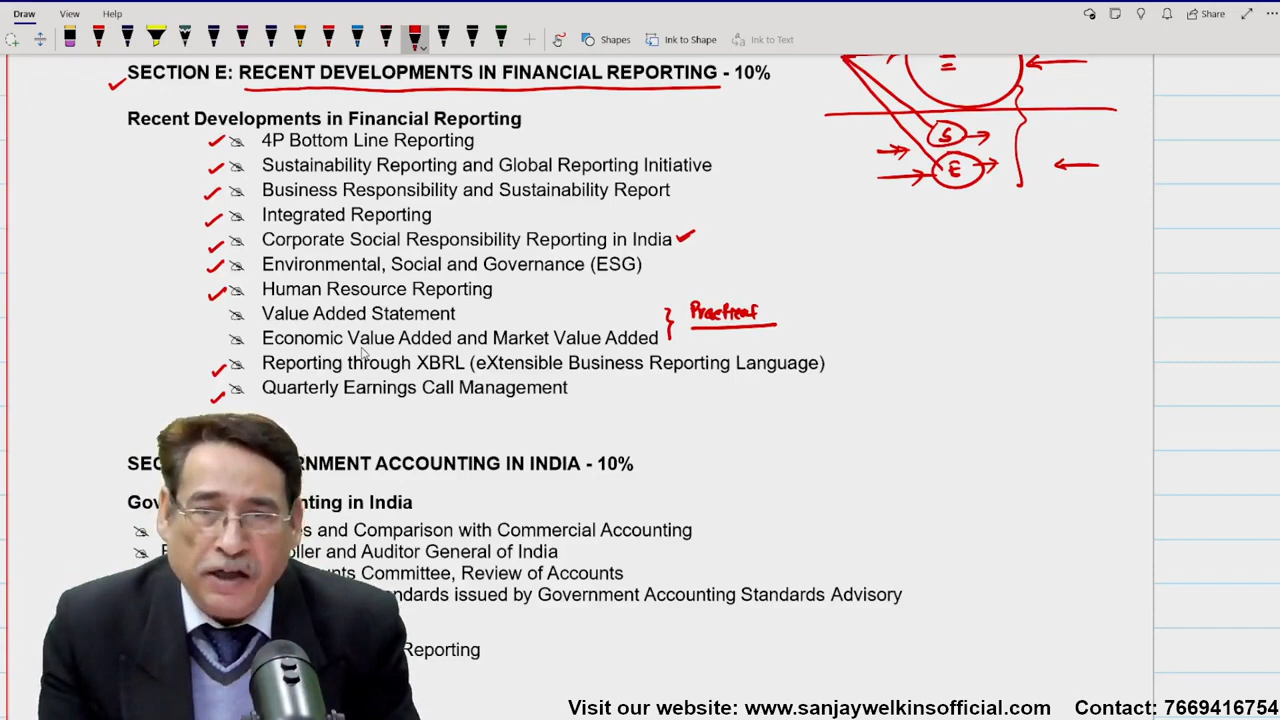 Draw View Help
Share
Shapes Ink to Shape Ink to Text
SECTION E: RECENT DEVELOPMENTS IN FINANCIAL REPORTING - 10%
Recent Developments in Financial Reporting
4P Bottom Line Reporting
Sustainability Reporting and Global Reporting Initiative
Business Responsibility and Sustainability Report
Integrated Reporting
Corporate Social Responsibility Reporting in India
Environmental, Social and Governance (ESG)
Human Resource Reporting
Value Added Statement
Economic Value Added and Market Value Added
Practical
Reporting through XBRL (eXtensible Business Reporting Language)
Quarterly Earnings Call Management
S
E
SEC RNMENT ACCOUNTING IN INDIA - 10%
Gov nting in India
s and Comparison with Commercial Accounting
oller and Auditor General of India
unts Committee, Review of Accounts
ndards issued by Government Accounting Standards Advisory
Reporting
Visit our website: www.sanjaywelkinsofficial.com Contact: 7669416754